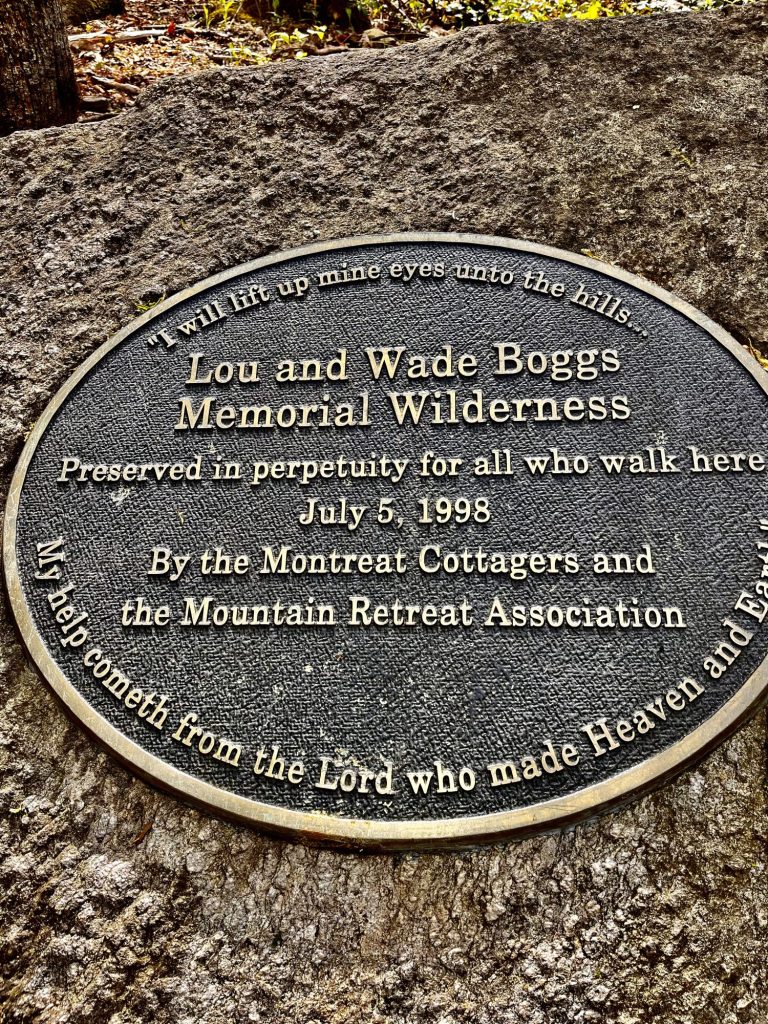 "I will lift up mine eyes unto the hills...
Lou and Wade Boggs
Memorial Wilderness
Preserved in perpetuity for all who walk here
July 5, 1998
By the Montreat Cottagers and
the Mountain Retreat Association
My help cometh from the Lord who made Heaven and Earth"